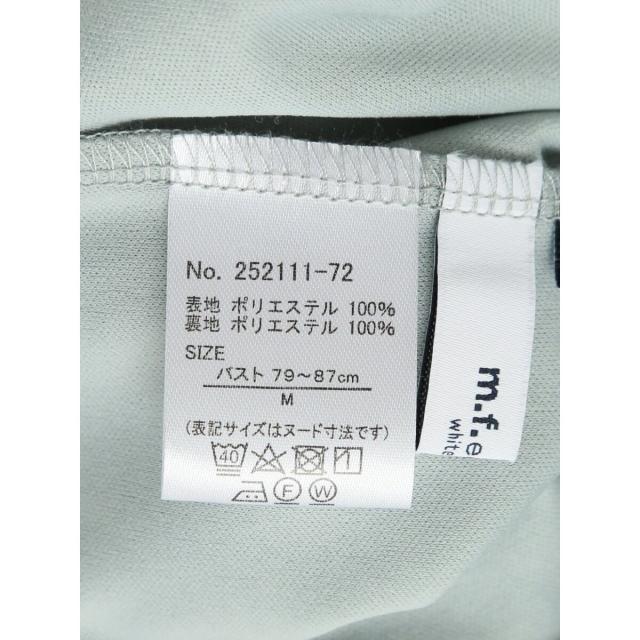 No. 252111-72
表地 ポリエステル 100%
裏地 ポリエステル 100%
SIZE
バスト 79～87cm
M
(表記サイズはヌード寸法です)
40
F W
m.f.e
white